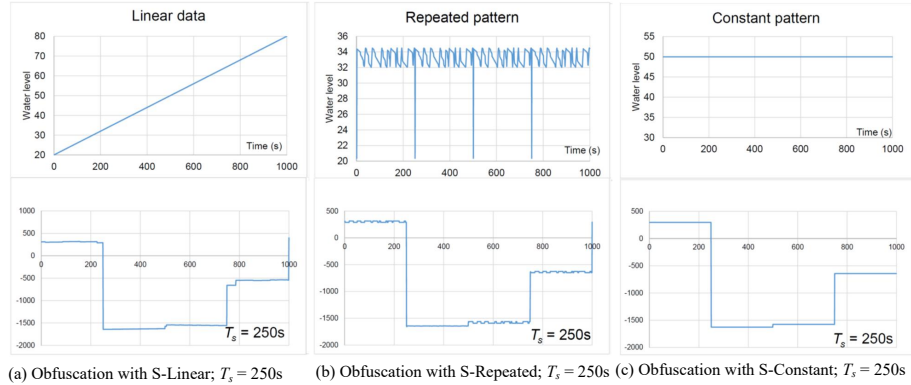 Linear data
80
70
60
50
40
30
20
Water level
Time (s)
0 200 400 600 800 1000
Repeated pattern
36
34
32
30
28
26
24
22
20
Water level
Time (s)
0 200 400 600 800 1000
Constant pattern
55
50
45
40
35
30
Water level
Time (s)
0 200 400 600 800 1000
1000
500
0
-500
-1000
-1500
-2000
0 200 400 600 800 1000
Ts = 250s
500
0
-500
-1000
-1500
-2000
0 200 400 600 800 1000
Ts = 250s
500
0
-500
-1000
-1500
-2000
0 200 400 600 800 1000
Ts = 250s
(a) Obfuscation with S-Linear; Ts = 250s
(b) Obfuscation with S-Repeated; Ts = 250s
(c) Obfuscation with S-Constant; Ts = 250s